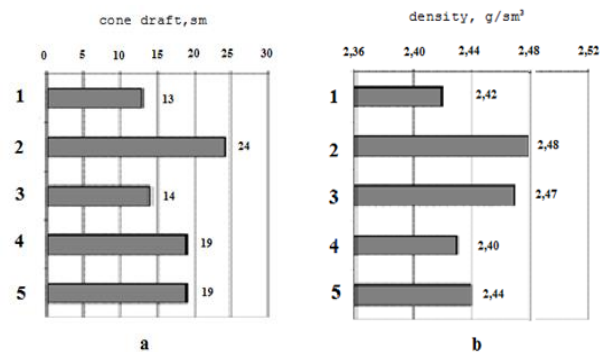 cone draft,sm
0 5 10 15 20 25 30
1 13
2 24
3 14
4 19
5 19
a
density, g/sm³
2,36 2,40 2,44 2,48 2,52
1 2,42
2 2,48
3 2,47
4 2,40
5 2,44
b